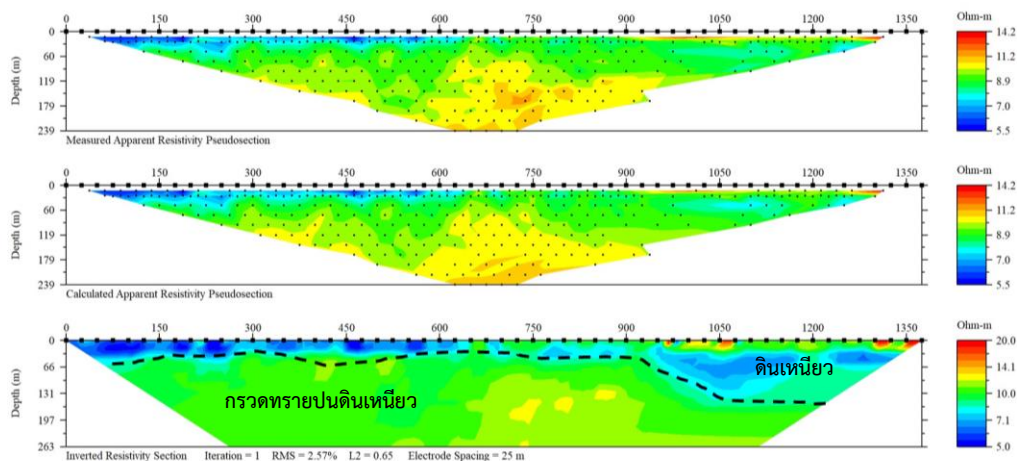 0 150 300 450 600 750 900 1050 1200 1350
Ohm-m
Depth (m)
0
60
119
179
239
14.2
11.2
8.9
7.0
5.5
Measured Apparent Resistivity Pseudosection
0 150 300 450 600 750 900 1050 1200 1350
Ohm-m
Depth (m)
0
60
119
179
239
14.2
11.2
8.9
7.0
5.5
Calculated Apparent Resistivity Pseudosection
0 150 300 450 600 750 900 1050 1200 1350
Ohm-m
Depth (m)
0
66
131
197
263
ดินเหนียว
กรวดทรายปนดินเหนียว
20.0
14.1
10.0
7.1
5.0
Inverted Resistivity Section Iteration = 1 RMS = 2.57% L2 = 0.65 Electrode Spacing = 25 m